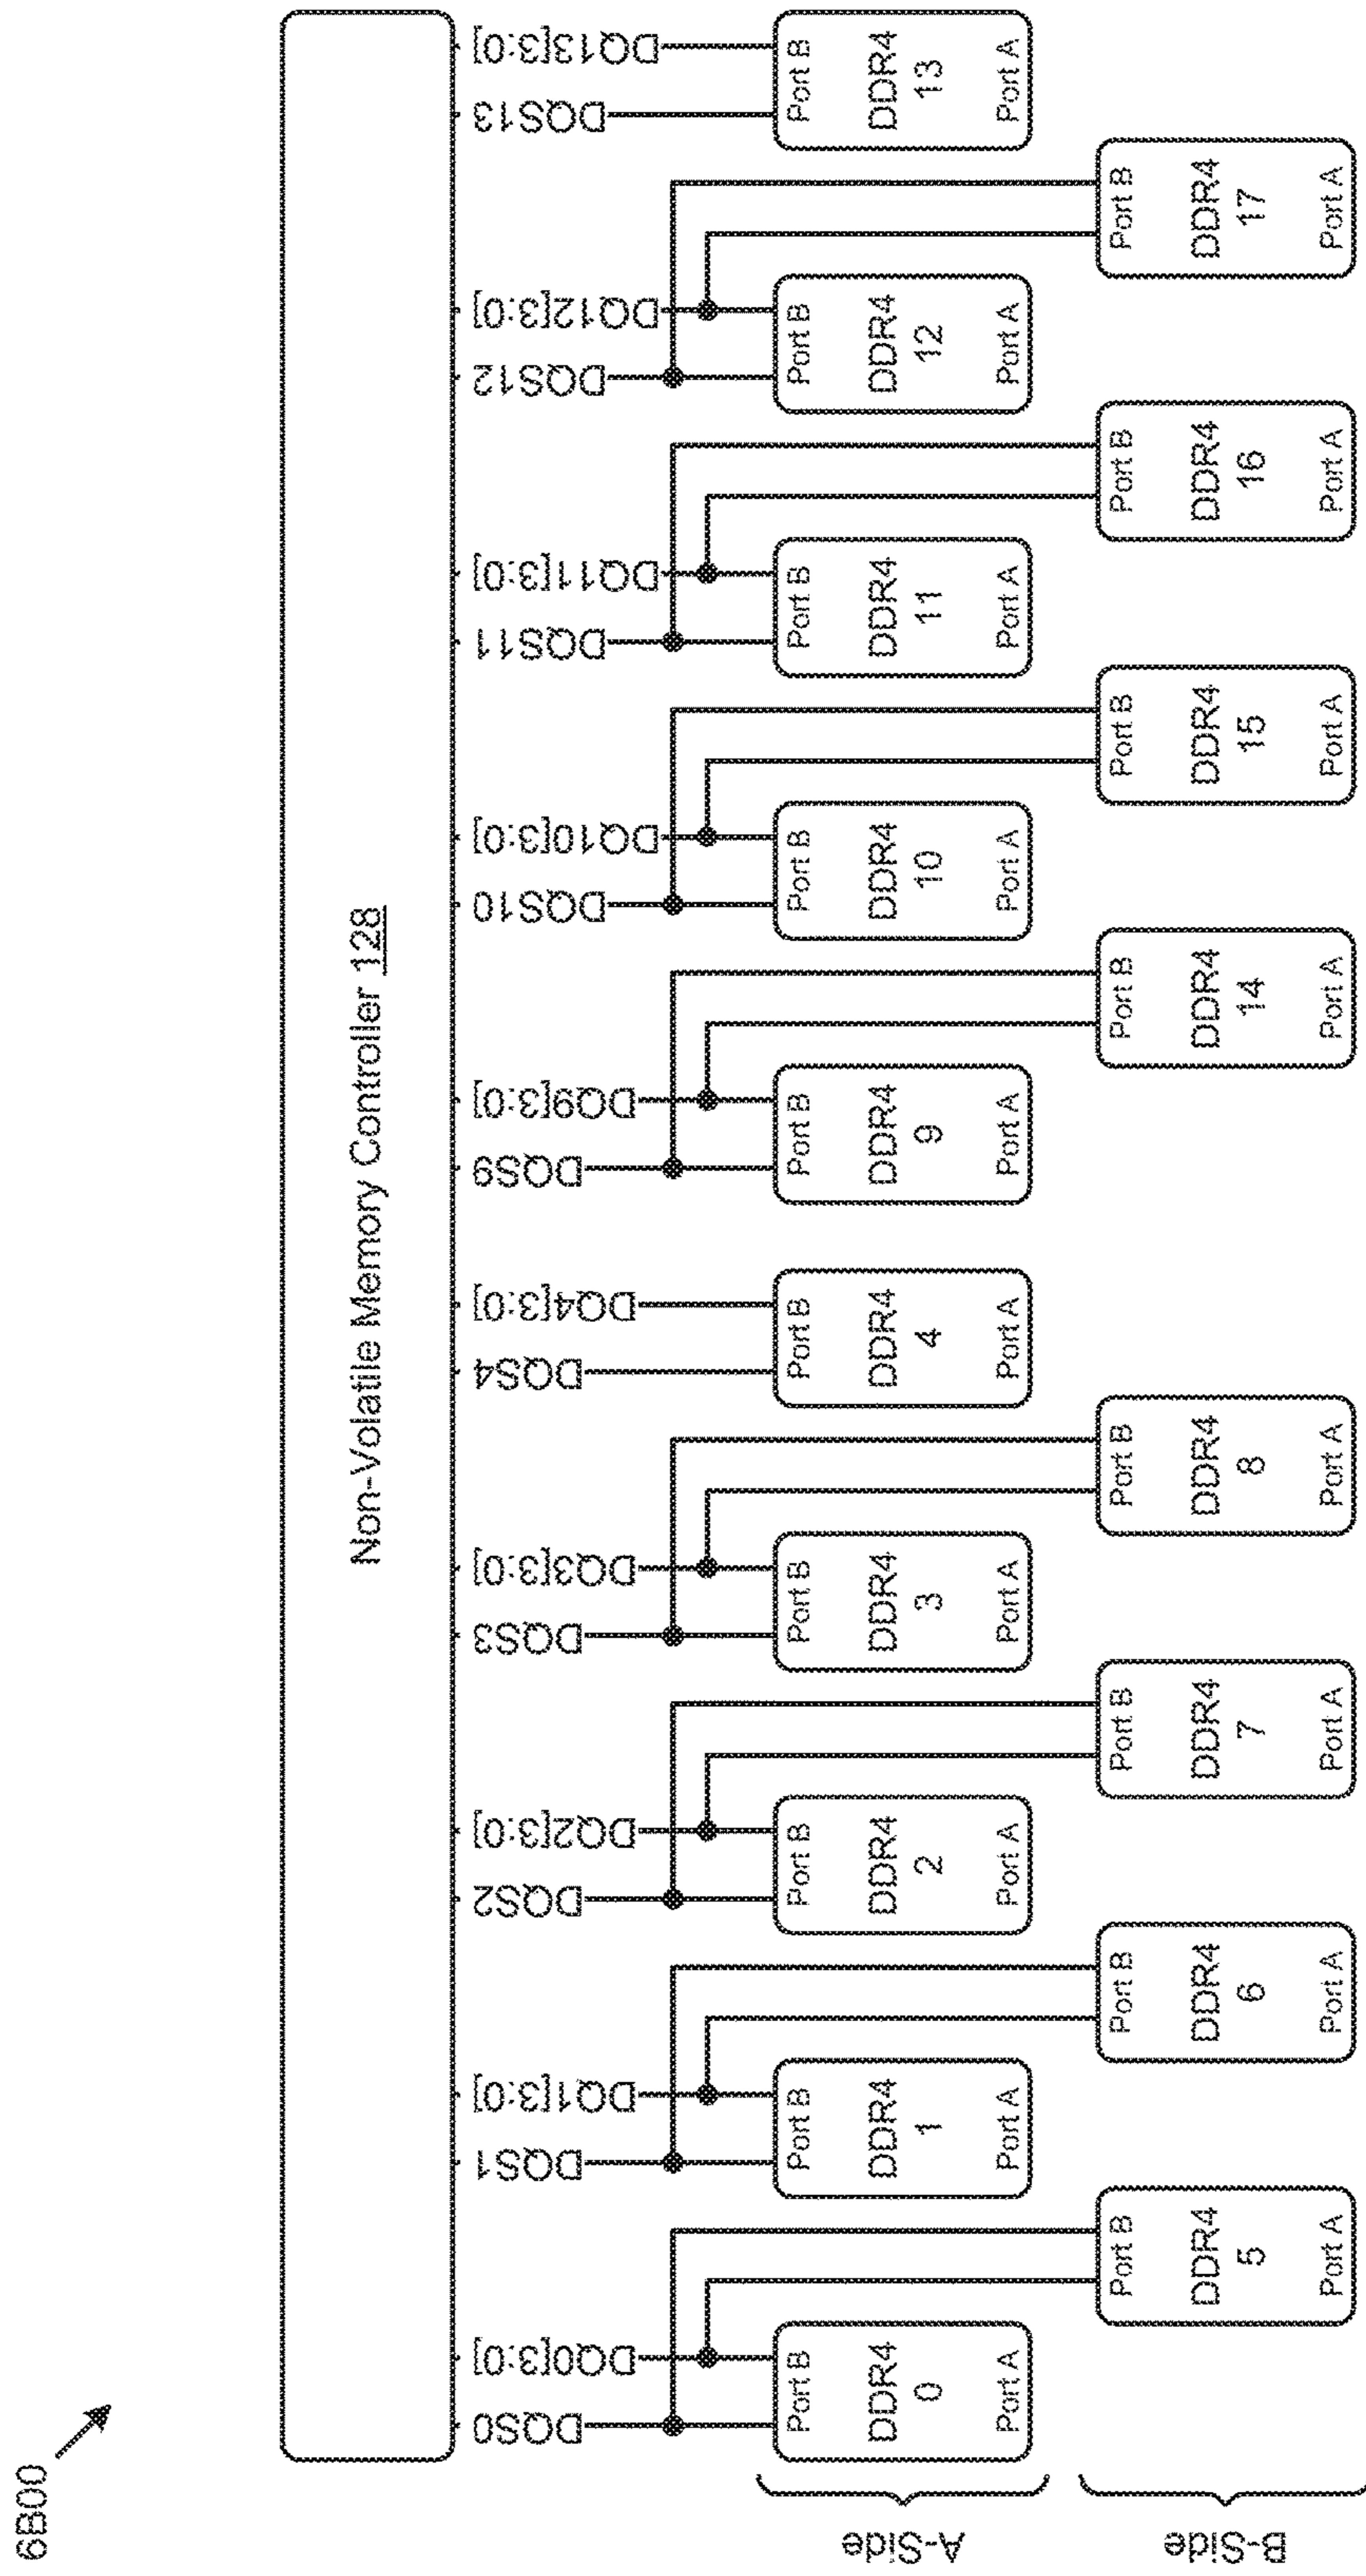 6B00
Non-Volatile Memory Controller 128
DQS0
DQ0[3:0]
DQS1
DQ1[3:0]
DQS2
DQ2[3:0]
DQS3
DQ3[3:0]
DQS4
DQ4[3:0]
DQS9
DQ9[3:0]
DQS10
DQ10[3:0]
DQS11
DQ11[3:0]
DQS12
DQ12[3:0]
DQS13
DQ13[3:0]
A-Side
Port B
DDR4
0
Port A
Port B
DDR4
1
Port A
Port B
DDR4
2
Port A
Port B
DDR4
3
Port A
Port B
DDR4
4
Port A
Port B
DDR4
9
Port A
Port B
DDR4
10
Port A
Port B
DDR4
11
Port A
Port B
DDR4
12
Port A
Port B
DDR4
13
Port A
B-Side
Port B
DDR4
5
Port A
Port B
DDR4
6
Port A
Port B
DDR4
7
Port A
Port B
DDR4
8
Port A
Port B
DDR4
14
Port A
Port B
DDR4
15
Port A
Port B
DDR4
16
Port A
Port B
DDR4
17
Port A